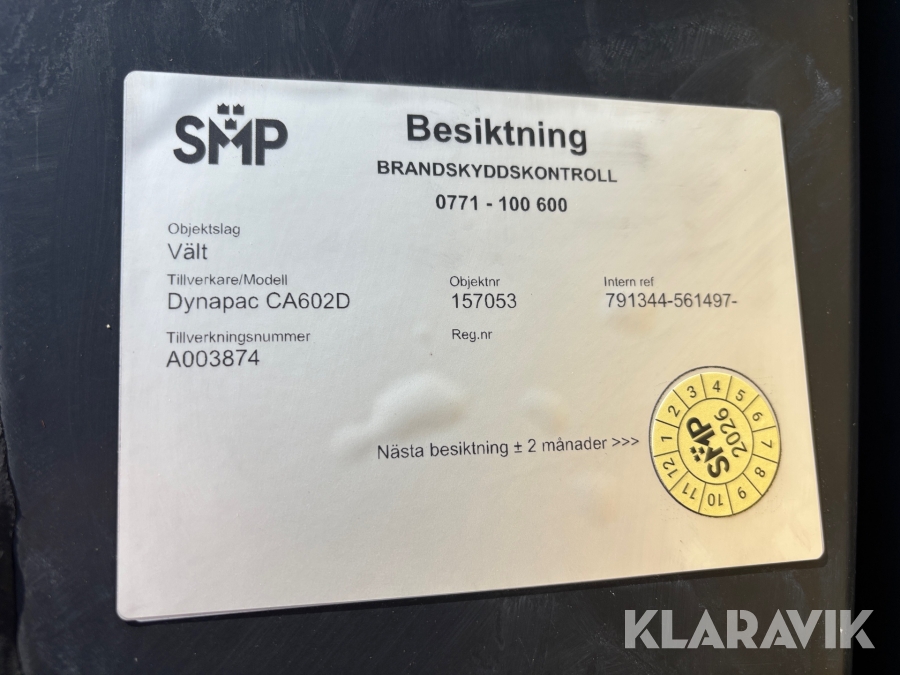 SMP
Besiktning
BRANDSKYDDSKONTROLL
0771 - 100 600
Objektslag
Vält
Tillverkare/Modell
Dynapac CA602D
Objektnr
157053
Intern ref
791344-561497-
Tillverkningsnummer
A003874
Reg.nr
Nästa besiktning ± 2 månader >>>
1 2 3 4 5 6 7 8 9 10 11 12
SMP
2026
KLARAVIK